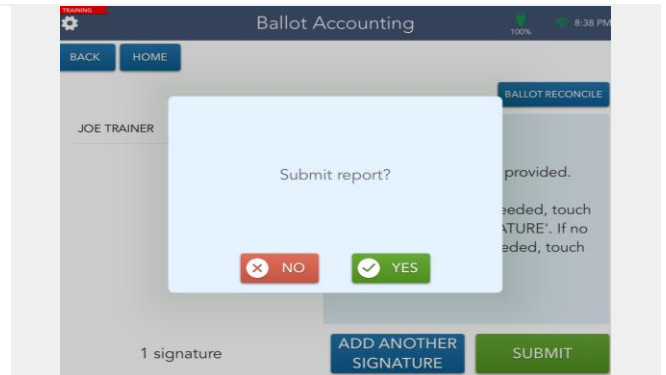 TRAINING
Ballot Accounting
100%
8:38 PM
BACK
HOME
BALLOT RECONCILE
JOE TRAINER
provided.
eeded, touch
ATURE'. If no
eded, touch
Submit report?
NO
YES
1 signature
ADD ANOTHER
SIGNATURE
SUBMIT